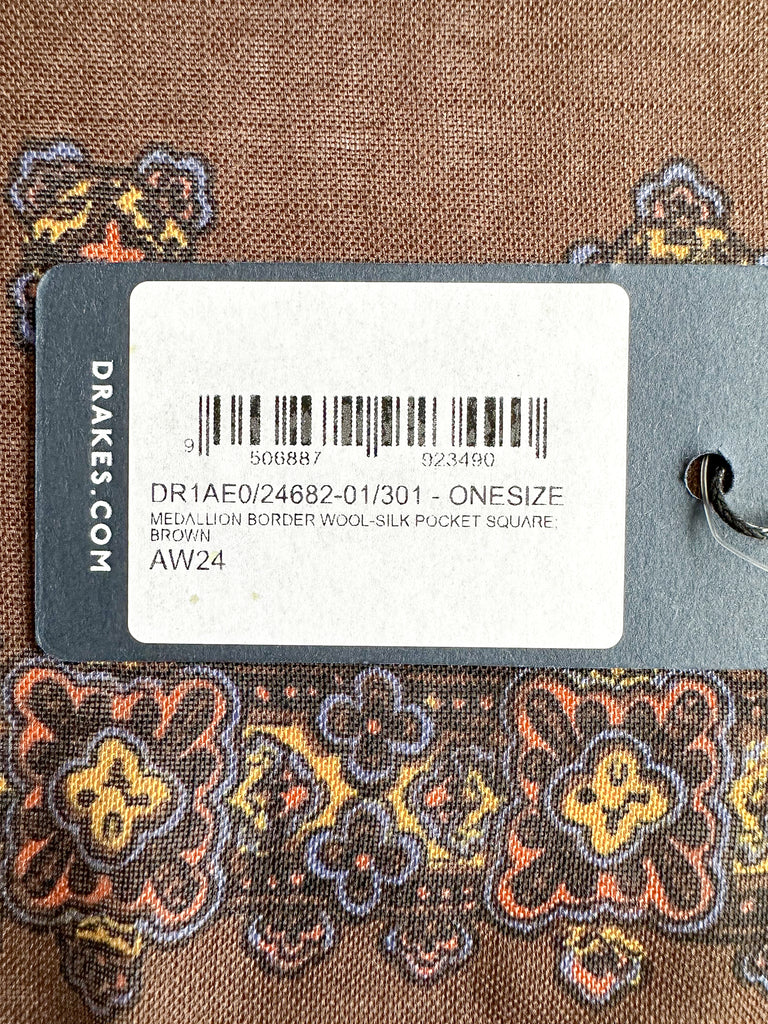 DRAKES.COM
9 506887 923490
DR1AE0/24682-01/301 - ONESIZE
MEDALLION BORDER WOOL-SILK POCKET SQUARE;
BROWN
AW24